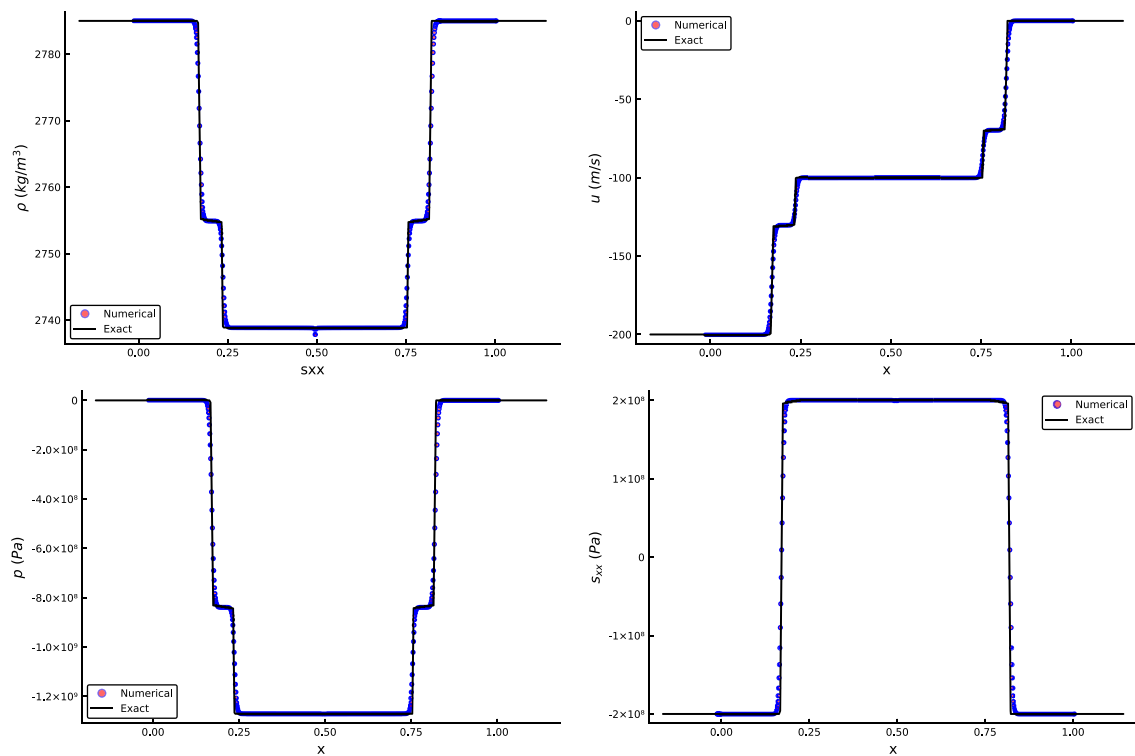 2780
2770
2760
2750
2740
ρ (kg/m³)
Numerical
Exact
0.00 0.25 0.50 0.75 1.00
sxx
0
-50
-100
-150
-200
u (m/s)
Numerical
Exact
0.00 0.25 0.50 0.75 1.00
x
0
-2.0×10⁸
-4.0×10⁸
-6.0×10⁸
-8.0×10⁸
-1.0×10⁹
-1.2×10⁹
p (Pa)
Numerical
Exact
0.00 0.25 0.50 0.75 1.00
x
2×10⁸
1×10⁸
0
-1×10⁸
-2×10⁸
sₓₓ (Pa)
Numerical
Exact
0.00 0.25 0.50 0.75 1.00
x